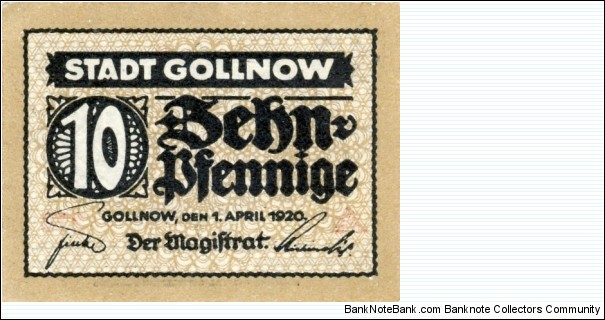 STADT GOLLNOW
10
Zehn-
Pfennige
GOLLNOW, DEN 1. APRIL 1920.
Der Magistrat.
BankNoteBank.com - Banknote Collectors Community